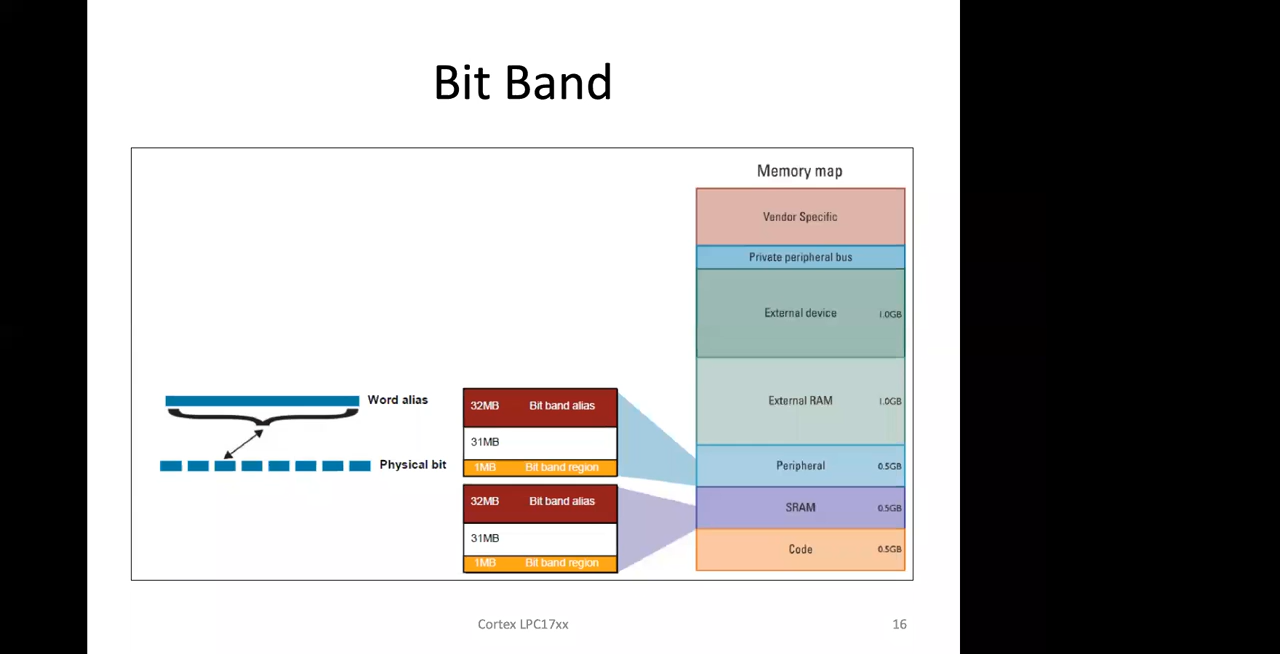 Bit Band
Memory map
Vendor Specific
Private peripheral bus
External device 1.0GB
External RAM 1.0GB
Peripheral 0.5GB
SRAM 0.5GB
Code 0.5GB
32MB Bit band alias
31MB
1MB Bit band region
32MB Bit band alias
31MB
1MB Bit band region
Word alias
Physical bit
Cortex LPC17xx
16